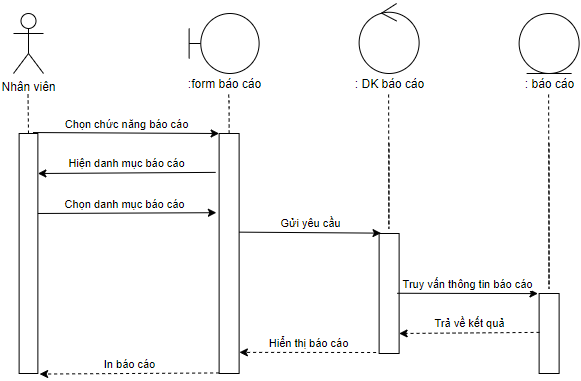 Nhân viên
:form báo cáo
: DK báo cáo
: báo cáo
Chọn chức năng báo cáo
Hiện danh mục báo cáo
Chọn danh mục báo cáo
Gửi yêu cầu
Truy vấn thông tin báo cáo
Trả về kết quả
Hiển thị báo cáo
In báo cáo